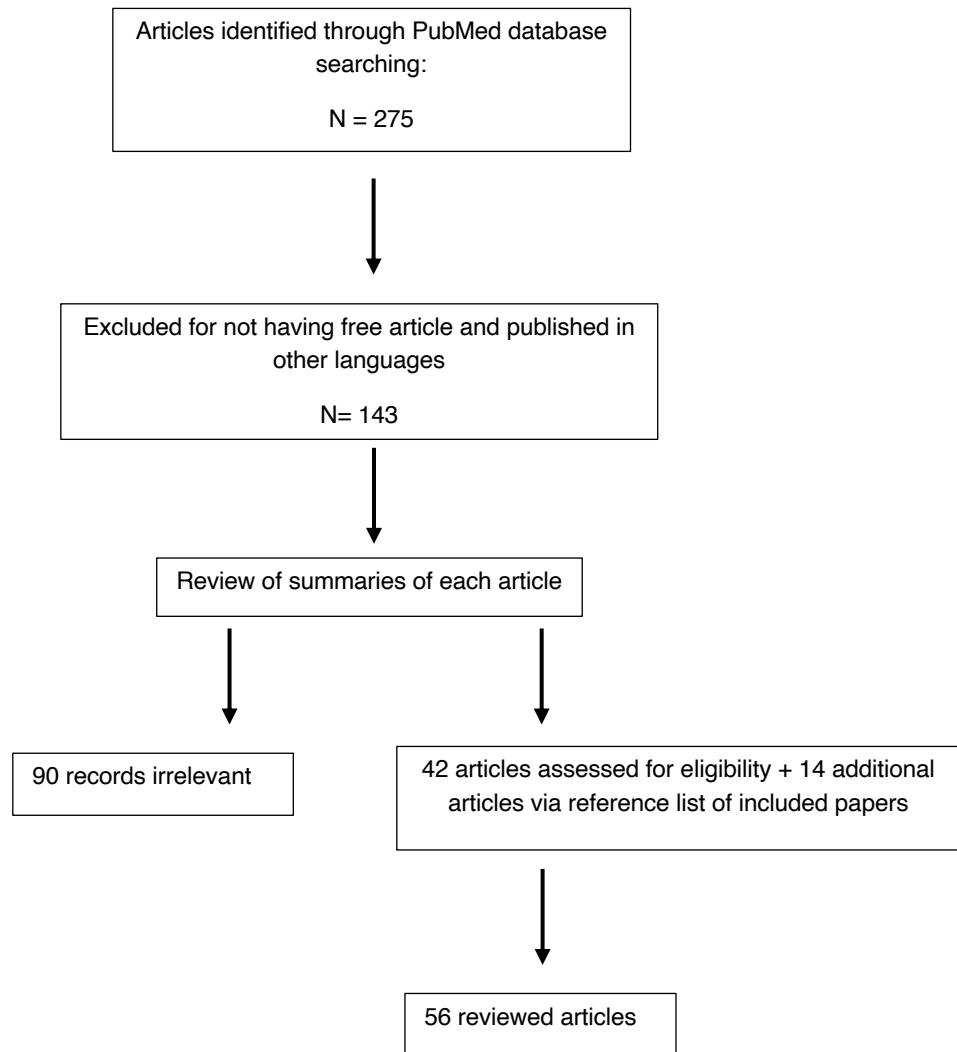 Articles identified through PubMed database
searching:
N = 275
Excluded for not having free article and published in
other languages
N= 143
Review of summaries of each article
90 records irrelevant
42 articles assessed for eligibility + 14 additional
articles via reference list of included papers
56 reviewed articles